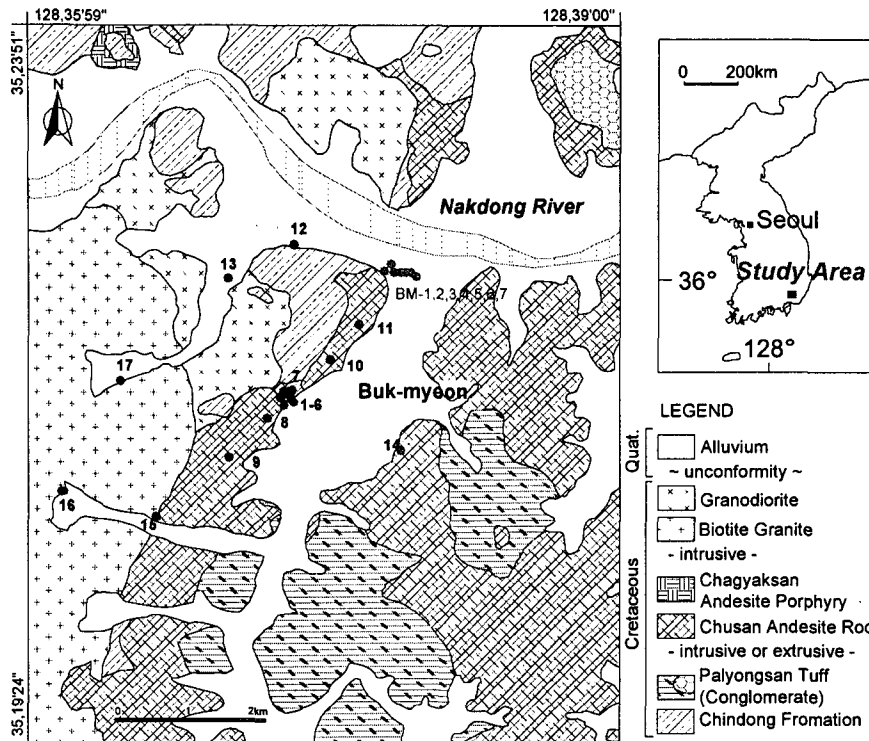 128,35'59"
128,39'00"
35,23'51
N
Nakdong River
12
13
BM-1,2,3,4,5,6,7
11
10
17
7
Buk-myeon
1-6
8
14
9
16
15
35,19'24"
0 1 2km
0 200km
Seoul
36°
Study Area
128°
LEGEND
Quat.
Alluvium
~ unconformity ~
Cretaceous
Granodiorite
Biotite Granite
- intrusive -
Chagyaksan
Andesite Porphyry
Chusan Andesite Roc
- intrusive or extrusive -
Palyongsan Tuff
(Conglomerate)
Chindong Fromation